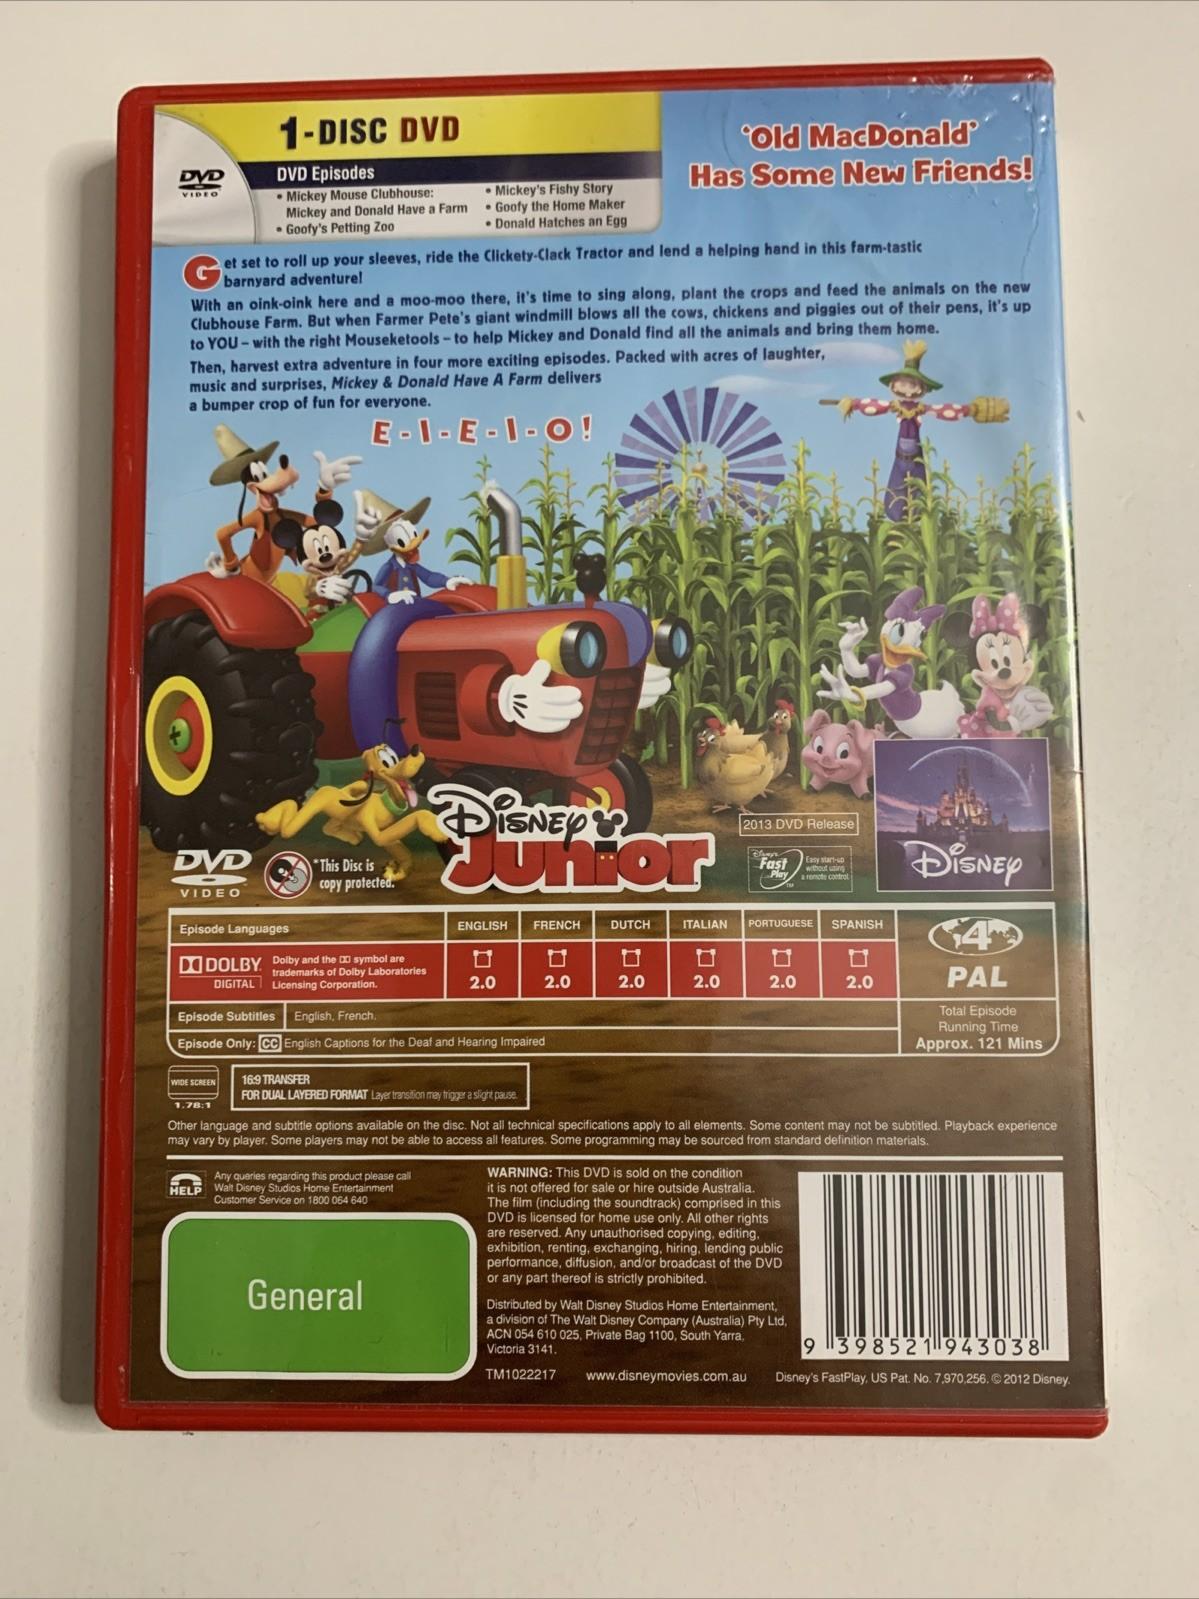 1-DISC DVD
DVD
VIDEO
DVD Episodes
• Mickey Mouse Clubhouse:
Mickey and Donald Have a Farm
• Goofy's Petting Zoo
• Mickey's Fishy Story
• Goofy the Home Maker
• Donald Hatches an Egg
'Old MacDonald'
Has Some New Friends!
Get set to roll up your sleeves, ride the Clickety-Clack Tractor and lend a helping hand in this farm-tastic
barnyard adventure!
With an oink-oink here and a moo-moo there, it's time to sing along, plant the crops and feed the animals on the new
Clubhouse Farm. But when Farmer Pete's giant windmill blows all the cows, chickens and piggies out of their pens, it's up
to YOU – with the right Mouseketools – to help Mickey and Donald find all the animals and bring them home.
Then, harvest extra adventure in four more exciting episodes. Packed with acres of laughter,
music and surprises, Mickey & Donald Have A Farm delivers
a bumper crop of fun for everyone.
E-I-E-I-O!
DVD
VIDEO
*This Disc is
copy protected.
Disney
Junior
2013 DVD Release
Disney's
Fast
Play
TM
Easy start-up
without using
a remote control
Disney
Episode Languages
ENGLISH FRENCH DUTCH ITALIAN PORTUGUESE SPANISH
DOLBY
DIGITAL
Dolby and the DD symbol are
trademarks of Dolby Laboratories
Licensing Corporation.
2.0 2.0 2.0 2.0 2.0 2.0
4
PAL
Episode Subtitles English, French.
Episode Only: CC English Captions for the Deaf and Hearing Impaired
Total Episode
Running Time
Approx. 121 Mins
WIDE SCREEN
1.78:1
16:9 TRANSFER
FOR DUAL LAYERED FORMAT Layer transition may trigger a slight pause.
Other language and subtitle options available on the disc. Not all technical specifications apply to all elements. Some content may not be subtitled. Playback experience
may vary by player. Some players may not be able to access all features. Some programming may be sourced from standard definition materials.
HELP
Any queries regarding this product please call
Walt Disney Studios Home Entertainment
Customer Service on 1800 064 640
General
WARNING: This DVD is sold on the condition
it is not offered for sale or hire outside Australia.
The film (including the soundtrack) comprised in this
DVD is licensed for home use only. All other rights
are reserved. Any unauthorised copying, editing,
exhibition, renting, exchanging, hiring, lending public
performance, diffusion, and/or broadcast of the DVD
or any part thereof is strictly prohibited.
Distributed by Walt Disney Studios Home Entertainment,
a division of The Walt Disney Company (Australia) Pty Ltd,
ACN 054 610 025, Private Bag 1100, South Yarra,
Victoria 3141.
9 398521 943038
TM1022217 www.disneymovies.com.au Disney's FastPlay, US Pat. No. 7,970,256. © 2012 Disney.